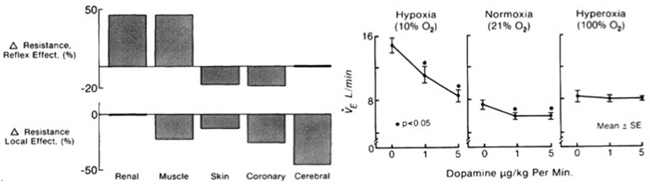 50
Δ Resistance,
Reflex Effect, (%)
-20
0
Δ Resistance
Local Effect, (%)
-50
Renal Muscle Skin Coronary Cerebral
Hypoxia
(10% O₂)
Normoxia
(21% O₂)
Hyperoxia
(100% O₂)
16
V̇E L/min
8
• p<0.05
Mean ± SE
0
0 1 5 0 1 5 0 1 5
Dopamine µg/kg Per Min.